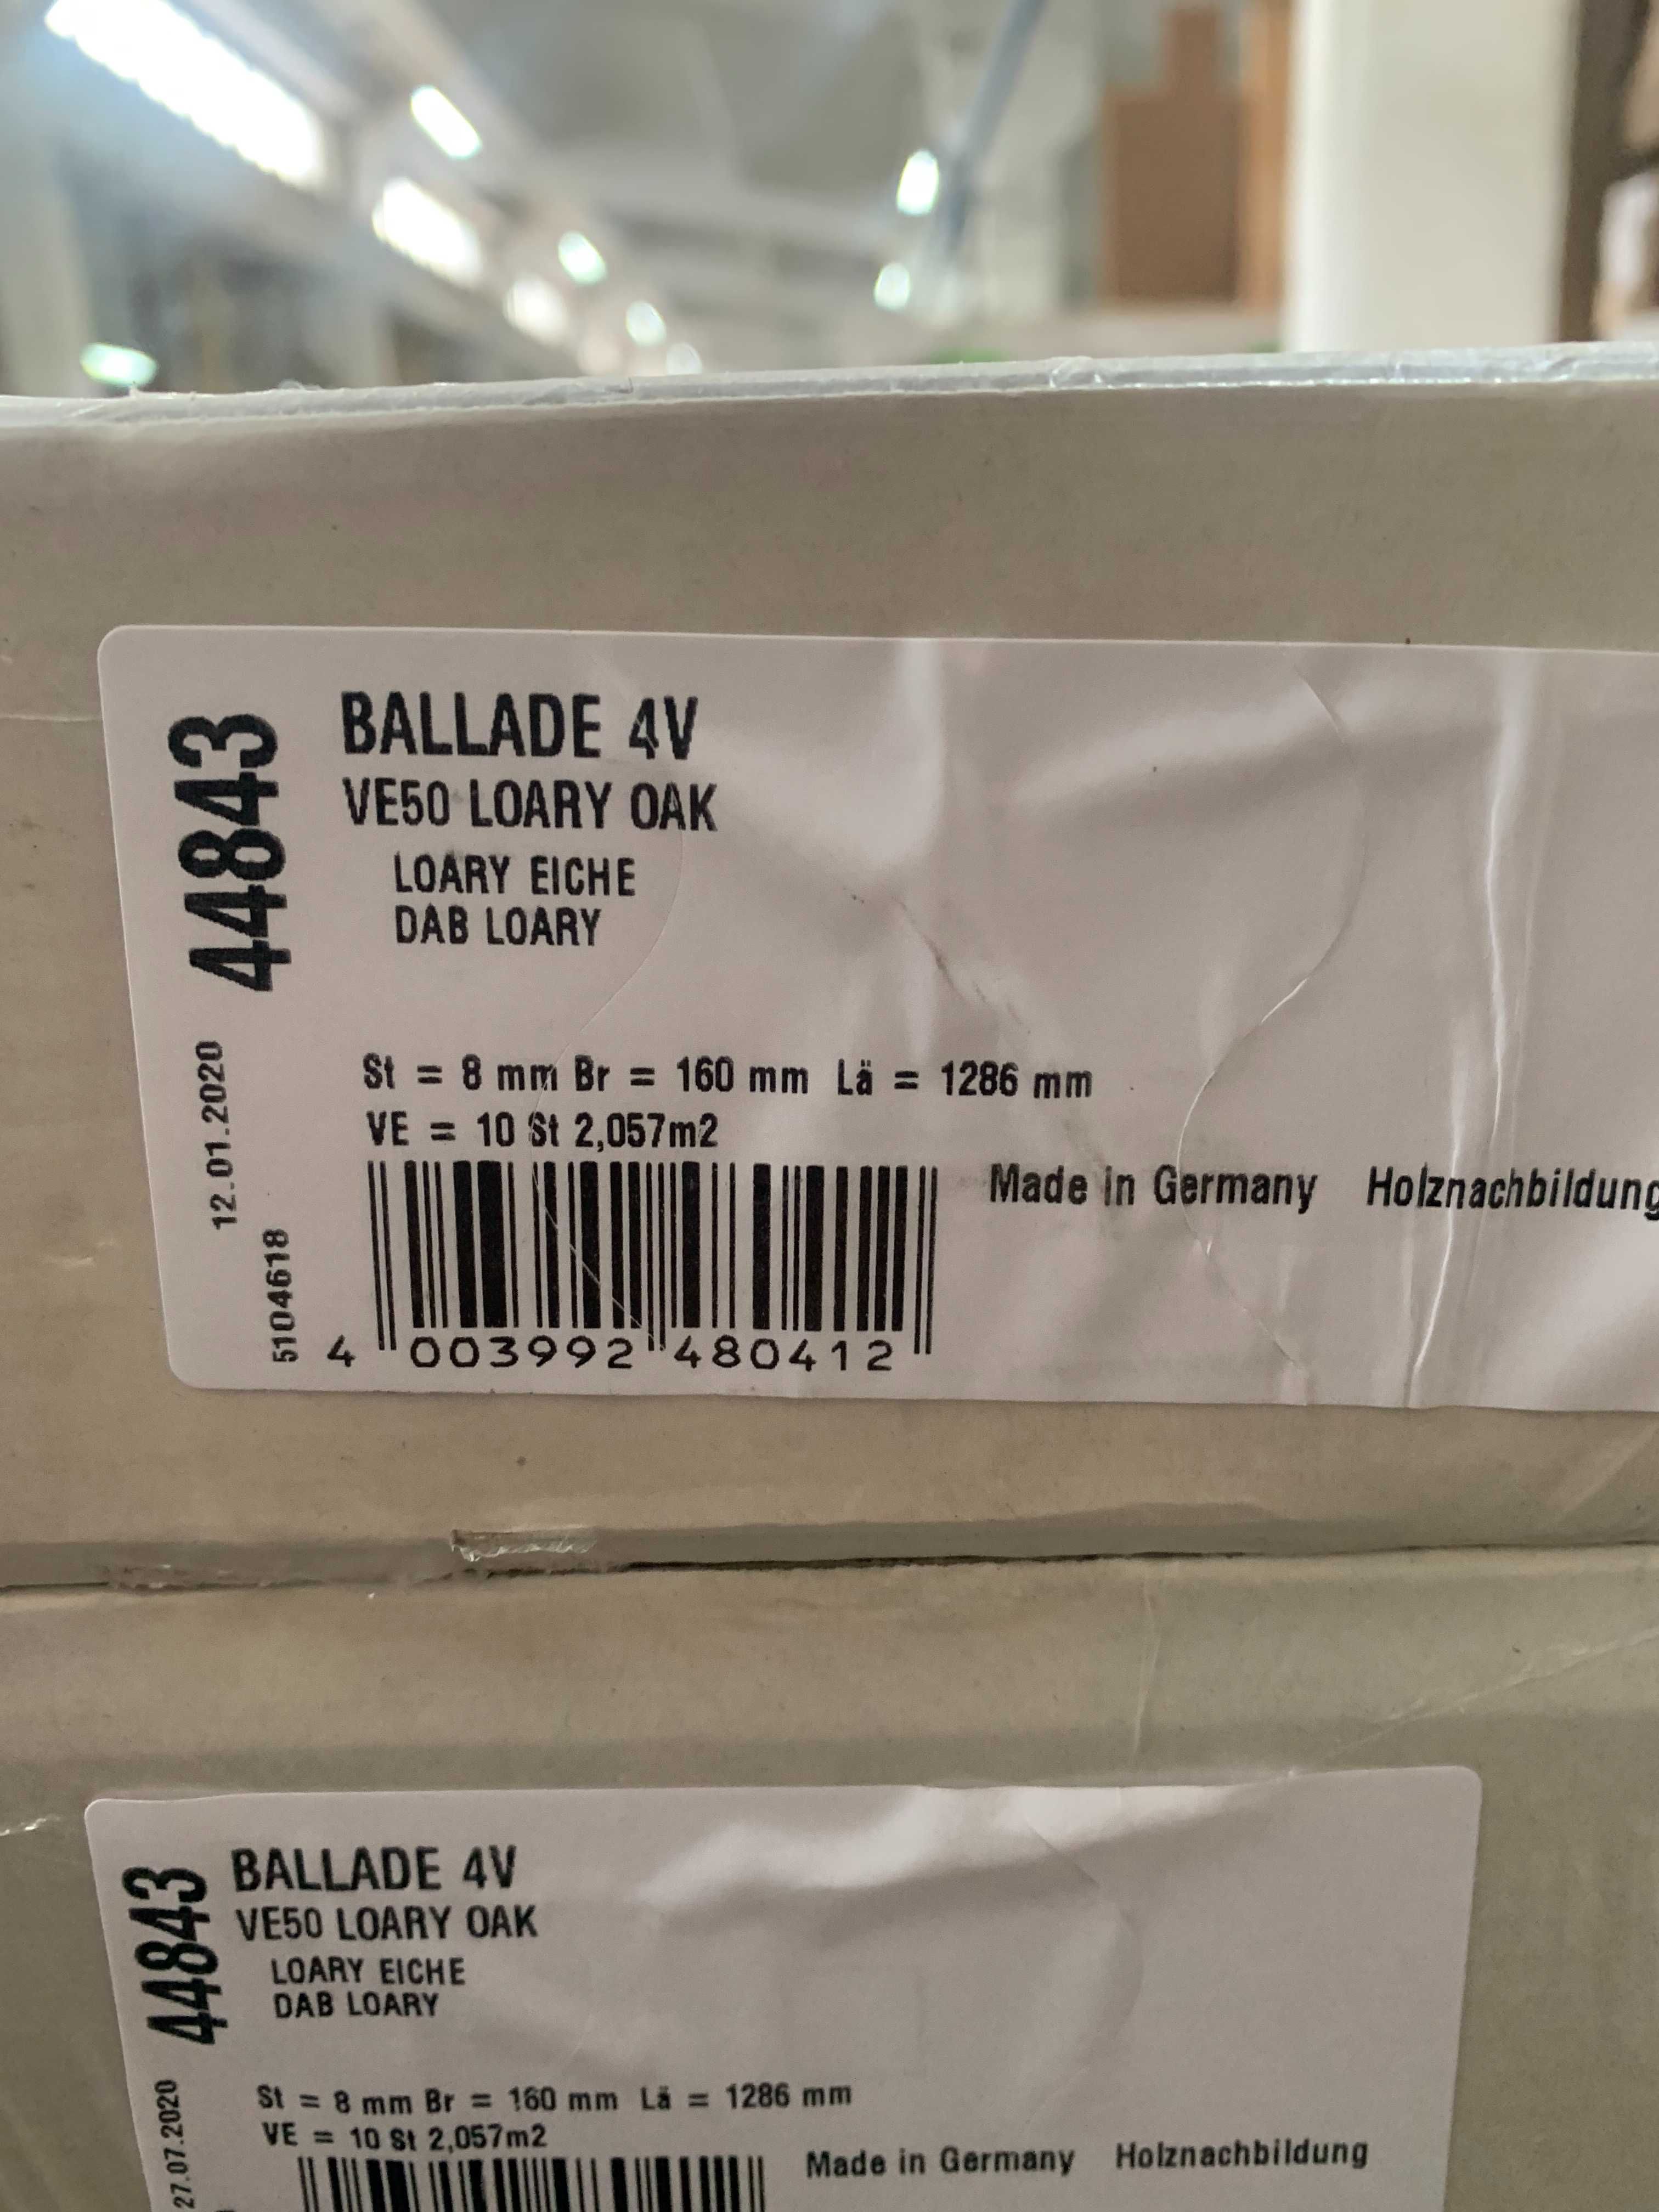 44843
12.01.2020
5104618
BALLADE 4V
VE50 LOARY OAK
LOARY EICHE
DAB LOARY
St = 8 mm Br = 160 mm Lä = 1286 mm
VE = 10 St 2,057m2
Made in Germany Holznachbildung
4 003992 480412
44843
27.07.2020
BALLADE 4V
VE50 LOARY OAK
LOARY EICHE
DAB LOARY
St = 8 mm Br = 160 mm Lä = 1286 mm
VE = 10 St 2,057m2
Made in Germany Holznachbildung